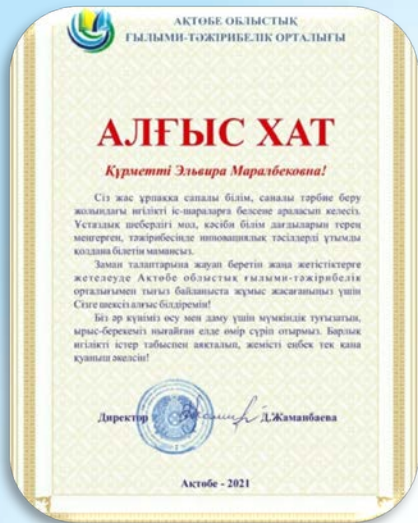 АҚТӨБЕ ОБЛЫСТЫҚ
ҒЫЛЫМИ-ТӘЖІРИБЕЛІК ОРТАЛЫҒЫ
АЛҒЫС ХАТ
Құрметті Эльвира Маралбековна!
Сіз жас ұрпаққа сапалы білім, саналы тәрбие беру
жолындағы игілікті іс-шараларға белсене араласып келесіз.
Ұстаздық шеберлігі мол, кәсіби білім дағдыларын терең
меңгерген, тәжірибесінде инновациялық тәсілдерді ұтымды
қолдана білетін мамансыз.
Заман талаптарына жауап беретін жаңа жетістіктерге
жетелеуде Ақтөбе облыстық ғылыми-тәжірибелік
орталығымен тығыз байланыста жұмыс жасағаныңыз үшін
Сізге шексіз алғыс білдіремін!
Біз әр күніміз өсу мен даму үшін мүмкіндік туғызатын,
ырыс-берекеміз нығайған елде өмір сүріп отырмыз. Барлық
игілікті істер табыспен аяқталып, жемісті еңбек тек қана
қуаныш әкелсін!
Директор Д.Жаманбаева
Ақтөбе - 2021